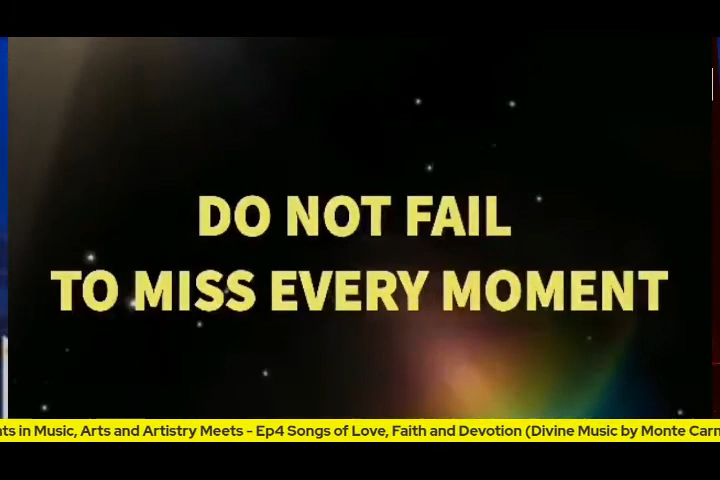 DO NOT FAIL
TO MISS EVERY MOMENT
in Music, Arts and Artistry Meets - Ep4 Songs of Love, Faith and Devotion (Divine Music by Monte